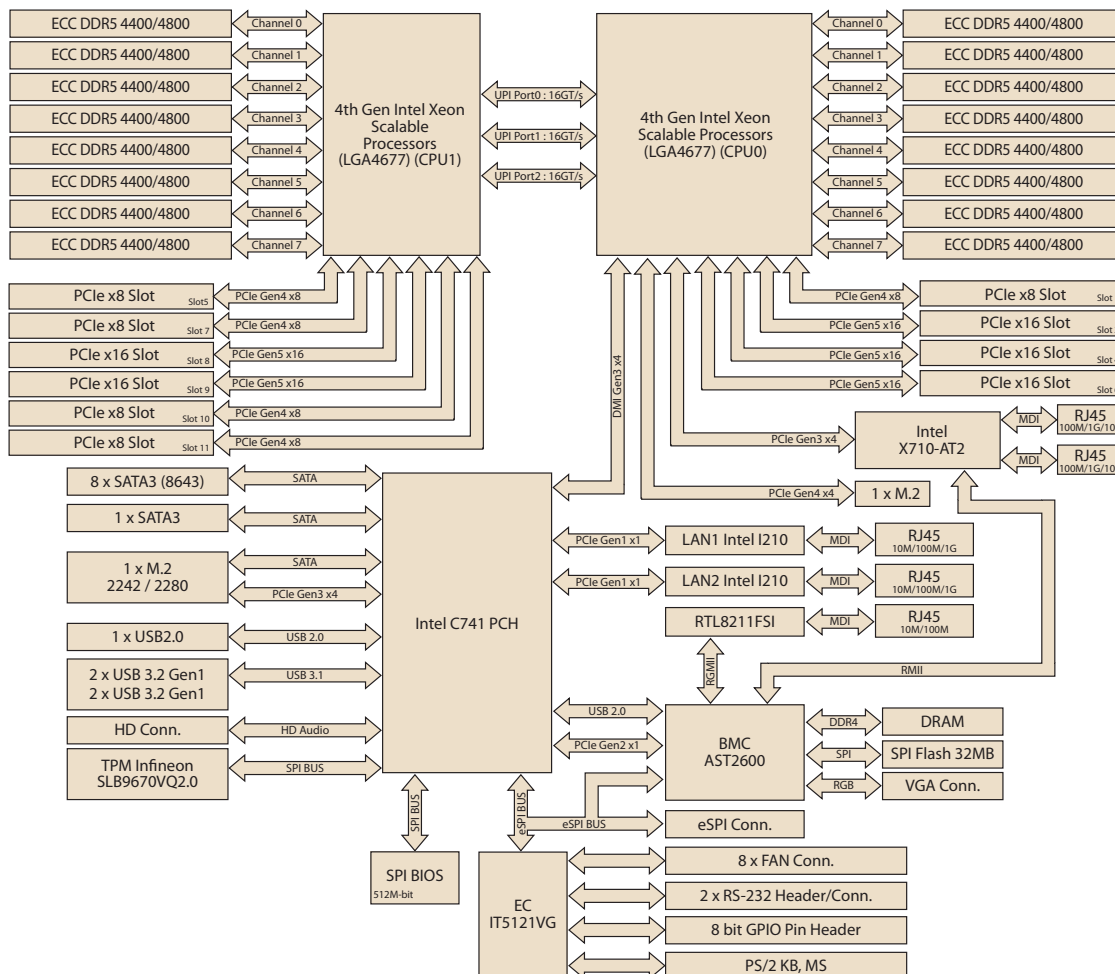 ECC DDR5 4400/4800
Channel 0
ECC DDR5 4400/4800
Channel 1
ECC DDR5 4400/4800
Channel 2
ECC DDR5 4400/4800
Channel 3
ECC DDR5 4400/4800
Channel 4
ECC DDR5 4400/4800
Channel 5
ECC DDR5 4400/4800
Channel 6
ECC DDR5 4400/4800
Channel 7
4th Gen Intel Xeon
Scalable
Processors
(LGA4677) (CPU1)
UPI Port0 : 16GT/s
UPI Port1 : 16GT/s
UPI Port2 : 16GT/s
4th Gen Intel Xeon
Scalable Processors
(LGA4677) (CPU0)
Channel 0
ECC DDR5 4400/4800
Channel 1
ECC DDR5 4400/4800
Channel 2
ECC DDR5 4400/4800
Channel 3
ECC DDR5 4400/4800
Channel 4
ECC DDR5 4400/4800
Channel 5
ECC DDR5 4400/4800
Channel 6
ECC DDR5 4400/4800
Channel 7
ECC DDR5 4400/4800
PCIe x8 Slot
Slot5
PCIe Gen4 x8
PCIe x8 Slot
Slot 7
PCIe Gen4 x8
PCIe x16 Slot
Slot 8
PCIe Gen5 x16
PCIe x16 Slot
Slot 9
PCIe Gen5 x16
PCIe x8 Slot
Slot 10
PCIe Gen4 x8
PCIe x8 Slot
Slot 11
PCIe Gen4 x8
DMI Gen3 x4
PCIe Gen4 x8
PCIe x8 Slot
Slot
PCIe Gen5 x16
PCIe x16 Slot
Slot
PCIe Gen5 x16
PCIe x16 Slot
Slot
PCIe Gen5 x16
PCIe x16 Slot
Slot
PCIe Gen3 x4
Intel
X710-AT2
MDI
RJ45
100M/1G/10
MDI
RJ45
100M/1G/10
PCIe Gen4 x4
1 x M.2
8 x SATA3 (8643)
SATA
1 x SATA3
SATA
1 x M.2
2242 / 2280
SATA
PCIe Gen3 x4
1 x USB2.0
USB 2.0
2 x USB 3.2 Gen1
2 x USB 3.2 Gen1
USB 3.1
HD Conn.
HD Audio
TPM Infineon
SLB9670VQ2.0
SPI BUS
Intel C741 PCH
PCIe Gen1 x1
LAN1 Intel I210
MDI
RJ45
10M/100M/1G
PCIe Gen1 x1
LAN2 Intel I210
MDI
RJ45
10M/100M/1G
RTL8211FSI
MDI
RJ45
10M/100M
RGMII
RMII
USB 2.0
PCIe Gen2 x1
BMC
AST2600
DDR4
DRAM
SPI
SPI Flash 32MB
RGB
VGA Conn.
SPI BUS
eSPI BUS
eSPI BUS
eSPI Conn.
SPI BIOS
512M-bit
EC
IT5121VG
8 x FAN Conn.
2 x RS-232 Header/Conn.
8 bit GPIO Pin Header
PS/2 KB, MS